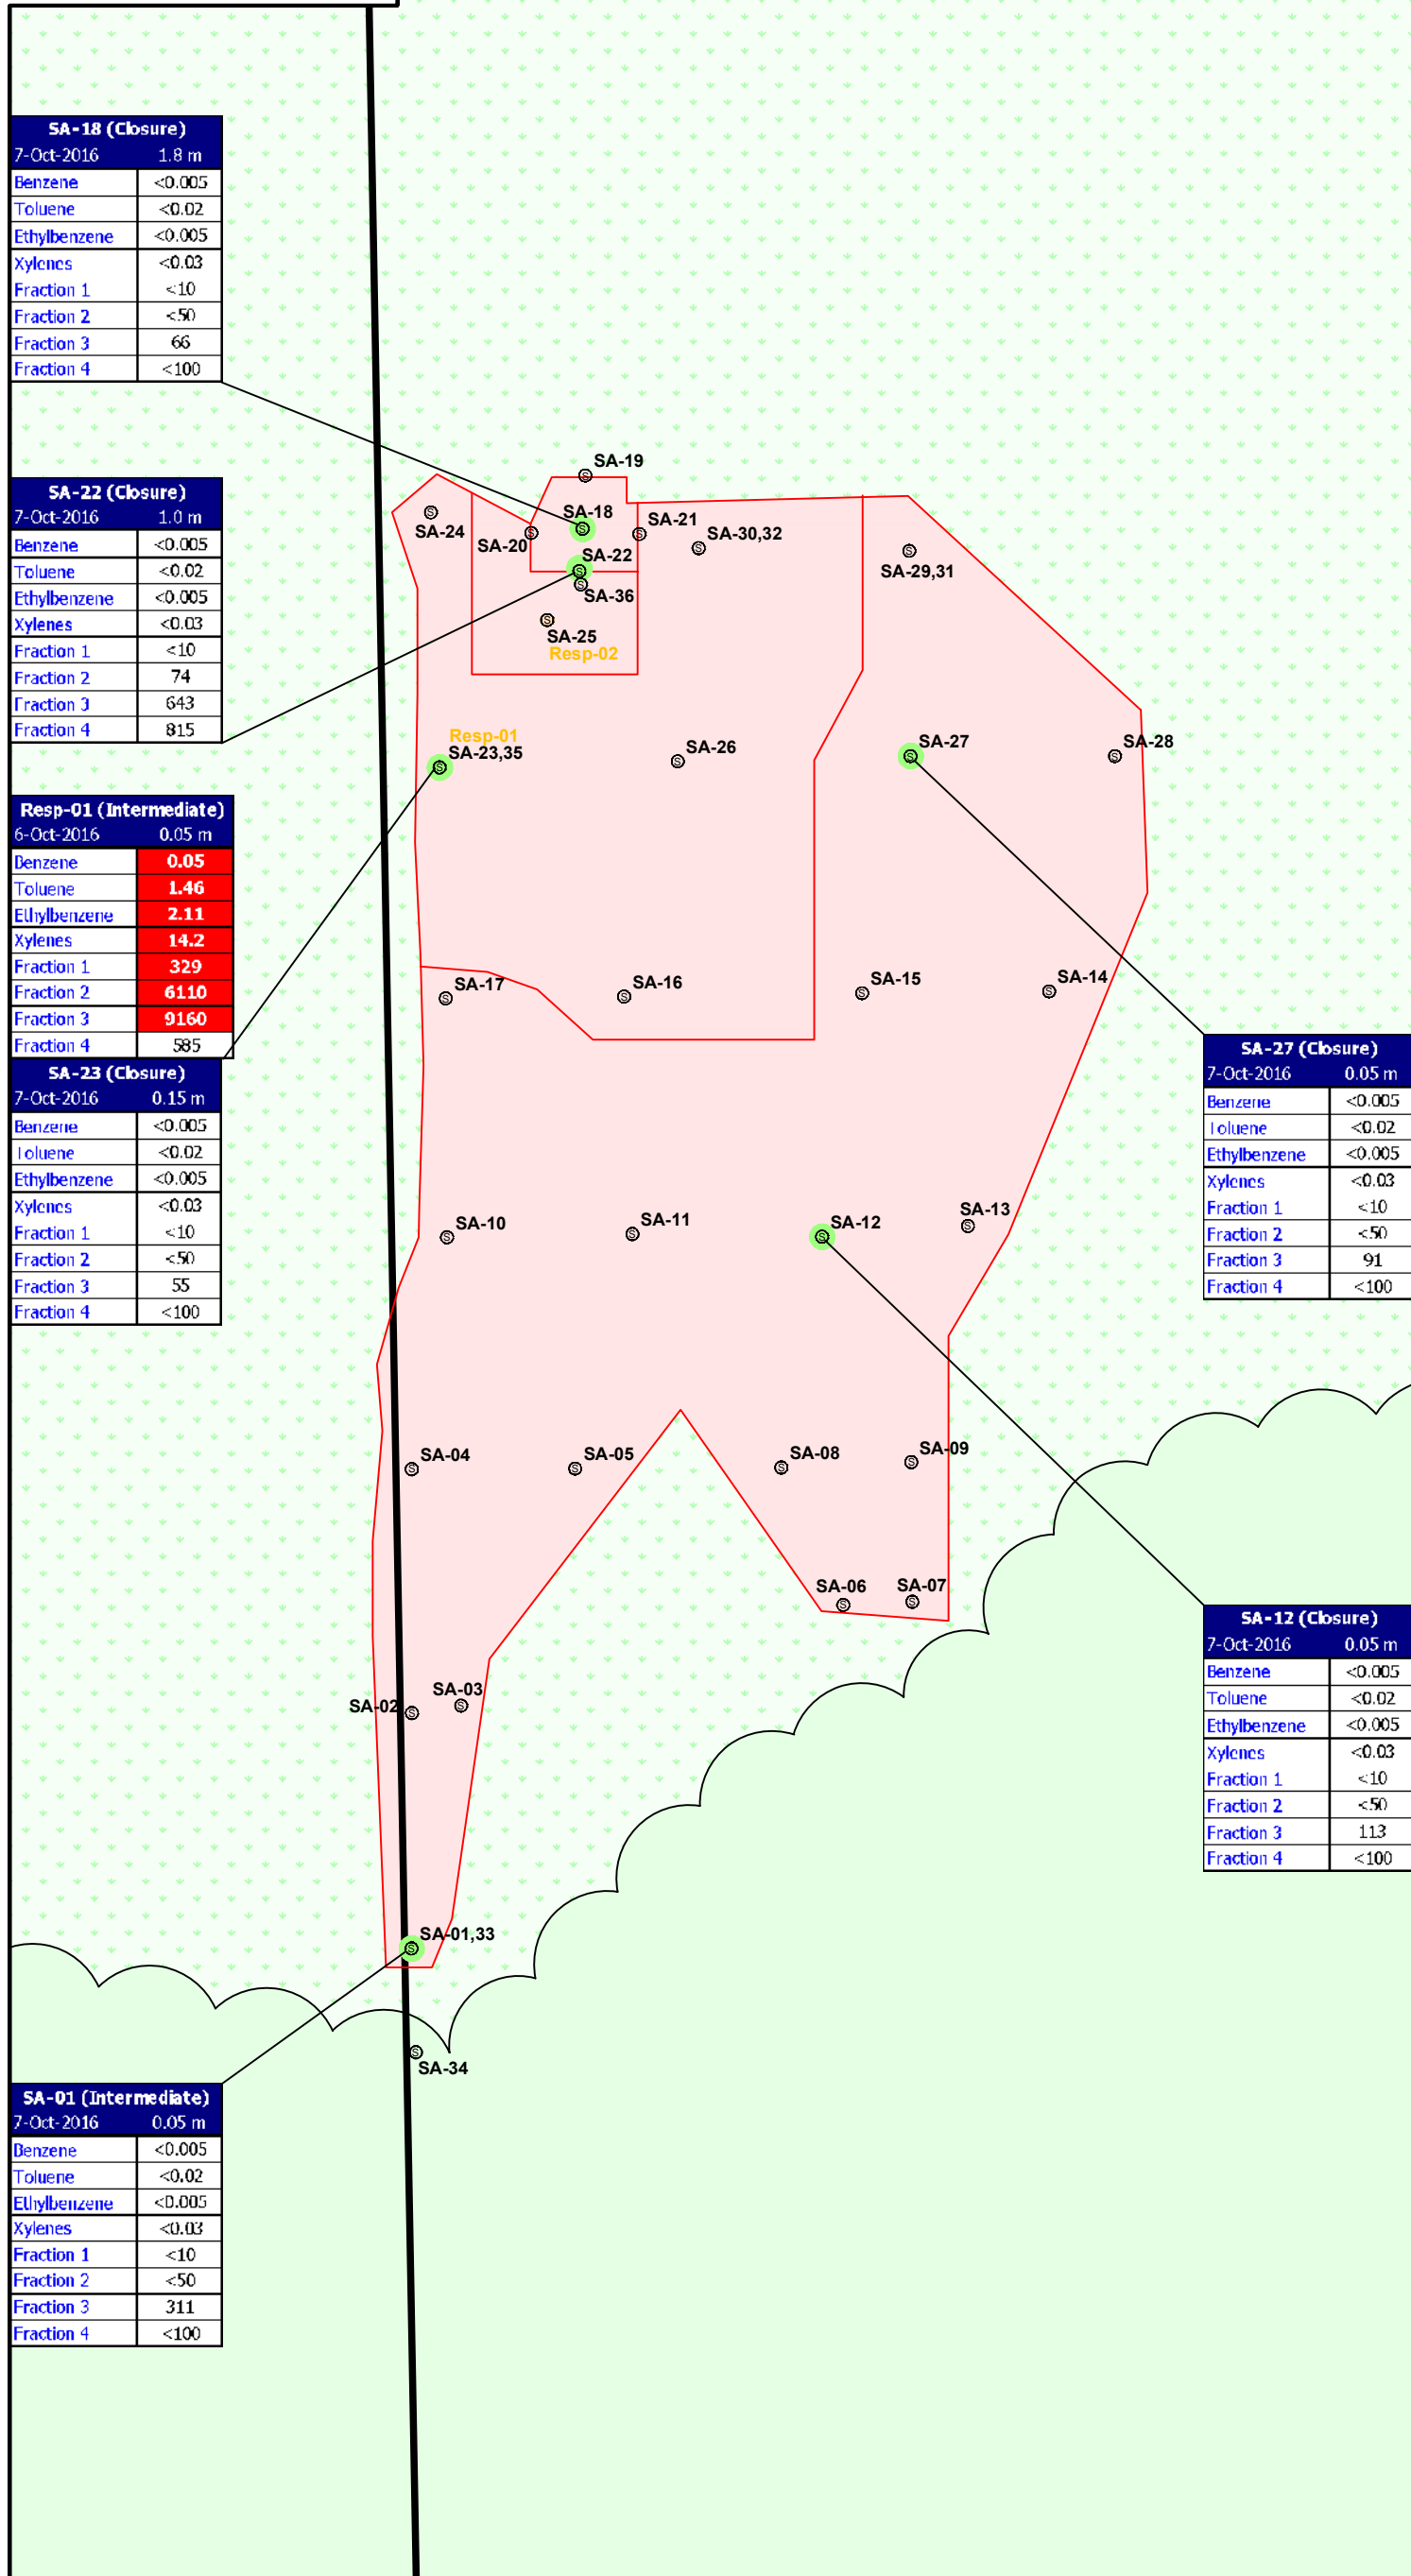 SA-18 (Closure)
7-Oct-2016 1.8 m
Benzene <0.005
Toluene <0.02
Ethylbenzene <0.005
Xylenes <0.03
Fraction 1 <10
Fraction 2 <50
Fraction 3 66
Fraction 4 <100
SA-22 (Closure)
7-Oct-2016 1.0 m
Benzene <0.005
Toluene <0.02
Ethylbenzene <0.005
Xylenes <0.03
Fraction 1 <10
Fraction 2 74
Fraction 3 643
Fraction 4 815
Resp-01 (Intermediate)
6-Oct-2016 0.05 m
Benzene 0.05
Toluene 1.46
Ethylbenzene 2.11
Xylenes 14.2
Fraction 1 329
Fraction 2 6110
Fraction 3 9160
Fraction 4 585
SA-23 (Closure)
7-Oct-2016 0.15 m
Benzene <0.005
Toluene <0.02
Ethylbenzene <0.005
Xylenes <0.03
Fraction 1 <10
Fraction 2 <50
Fraction 3 55
Fraction 4 <100
SA-01 (Intermediate)
7-Oct-2016 0.05 m
Benzene <0.005
Toluene <0.02
Ethylbenzene <0.005
Xylenes <0.03
Fraction 1 <10
Fraction 2 <50
Fraction 3 311
Fraction 4 <100
SA-19
SA-18
SA-24
SA-20
SA-21
SA-30,32
SA-22
SA-29,31
SA-36
SA-25
Resp-02
Resp-01
SA-23,35
SA-26
SA-27
SA-28
SA-17
SA-16
SA-15
SA-14
SA-10
SA-11
SA-12
SA-13
SA-04
SA-05
SA-08
SA-09
SA-06
SA-07
SA-02
SA-03
SA-01,33
SA-34
SA-27 (Closure)
7-Oct-2016 0.05 m
Benzene <0.005
Toluene <0.02
Ethylbenzene <0.005
Xylenes <0.03
Fraction 1 <10
Fraction 2 <50
Fraction 3 91
Fraction 4 <100
SA-12 (Closure)
7-Oct-2016 0.05 m
Benzene <0.005
Toluene <0.02
Ethylbenzene <0.005
Xylenes <0.03
Fraction 1 <10
Fraction 2 <50
Fraction 3 113
Fraction 4 <100